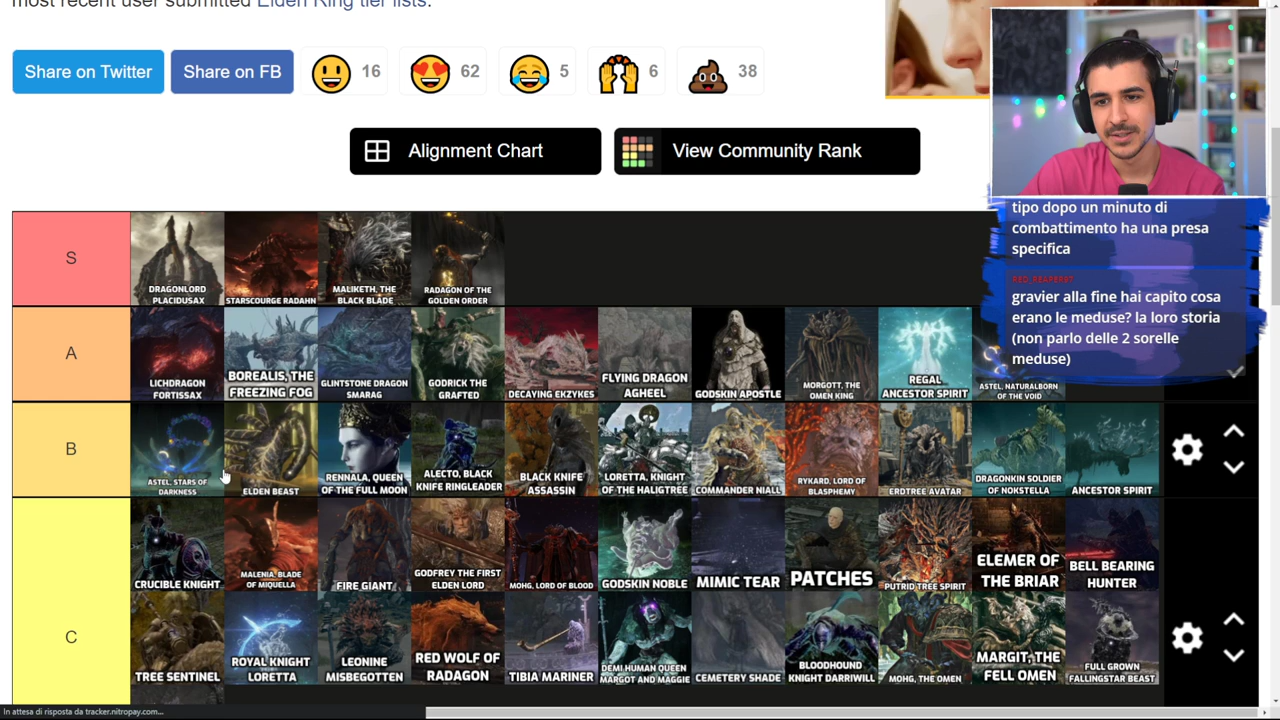 most recent user submitted Elden Ring tier lists.
Share on Twitter
Share on FB
16
62
5
6
38
Alignment Chart
View Community Rank
tipo dopo un minuto di
combattimento ha una presa
specifica
RED_REAPER97
gravier alla fine hai capito cosa
erano le meduse? la loro storia
(non parlo delle 2 sorelle
meduse)
S
DRAGONLORD
PLACIDUSAX
STARSCOURGE RADAHN
MALIKETH, THE
BLACK BLADE
RADAGON OF THE
GOLDEN ORDER
A
LICHDRAGON
FORTISSAX
BOREALIS, THE
FREEZING FOG
GLINTSTONE DRAGON
SMARAG
GODRICK THE
GRAFTED
DECAYING EKZYKES
FLYING DRAGON
AGHEEL
GODSKIN APOSTLE
MORGOTT, THE
OMEN KING
REGAL
ANCESTOR SPIRIT
ASTEL, NATURALBORN
OF THE VOID
B
ASTEL, STARS OF
DARKNESS
ELDEN BEAST
RENNALA, QUEEN
OF THE FULL MOON
ALECTO, BLACK
KNIFE RINGLEADER
BLACK KNIFE
ASSASSIN
LORETTA, KNIGHT
OF THE HALIGTREE
COMMANDER NIALL
RYKARD, LORD OF
BLASPHEMY
ERDTREE AVATAR
DRAGONKIN SOLDIER
OF NOKSTELLA
ANCESTOR SPIRIT
C
CRUCIBLE KNIGHT
MALENIA, BLADE
OF MIQUELLA
FIRE GIANT
GODFREY THE FIRST
ELDEN LORD
MOHG, LORD OF BLOOD
GODSKIN NOBLE
MIMIC TEAR
PATCHES
PUTRID TREE SPIRIT
ELEMER OF
THE BRIAR
BELL BEARING
HUNTER
TREE SENTINEL
ROYAL KNIGHT
LORETTA
LEONINE
MISBEGOTTEN
RED WOLF OF
RADAGON
TIBIA MARINER
DEMI HUMAN QUEEN
MARGOT AND MAGGIE
CEMETERY SHADE
BLOODHOUND
KNIGHT DARRIWILL
MOHG, THE OMEN
MARGIT, THE
FELL OMEN
FULL GROWN
FALLINGSTAR BEAST
In attesa di risposta da tracker.nitropay.com...